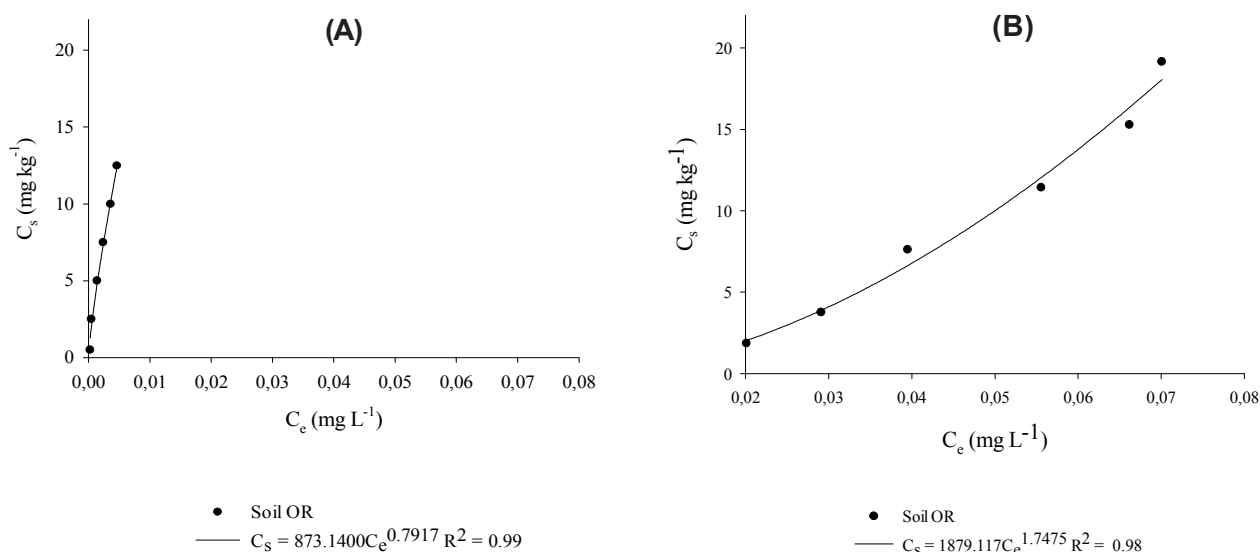 (A)
20
15
10
5
0
C_s (mg kg^-1)
0,00 0,01 0,02 0,03 0,04 0,05 0,06 0,07 0,08
C_e (mg L^-1)
Soil OR
C_s = 873.1400C_e^0.7917 R^2 = 0.99
(B)
20
15
10
5
0
C_s (mg kg^-1)
0,02 0,03 0,04 0,05 0,06 0,07 0,08
C_e (mg L^-1)
Soil OR
C_s = 1879.117C_e^1.7475 R^2 = 0.98